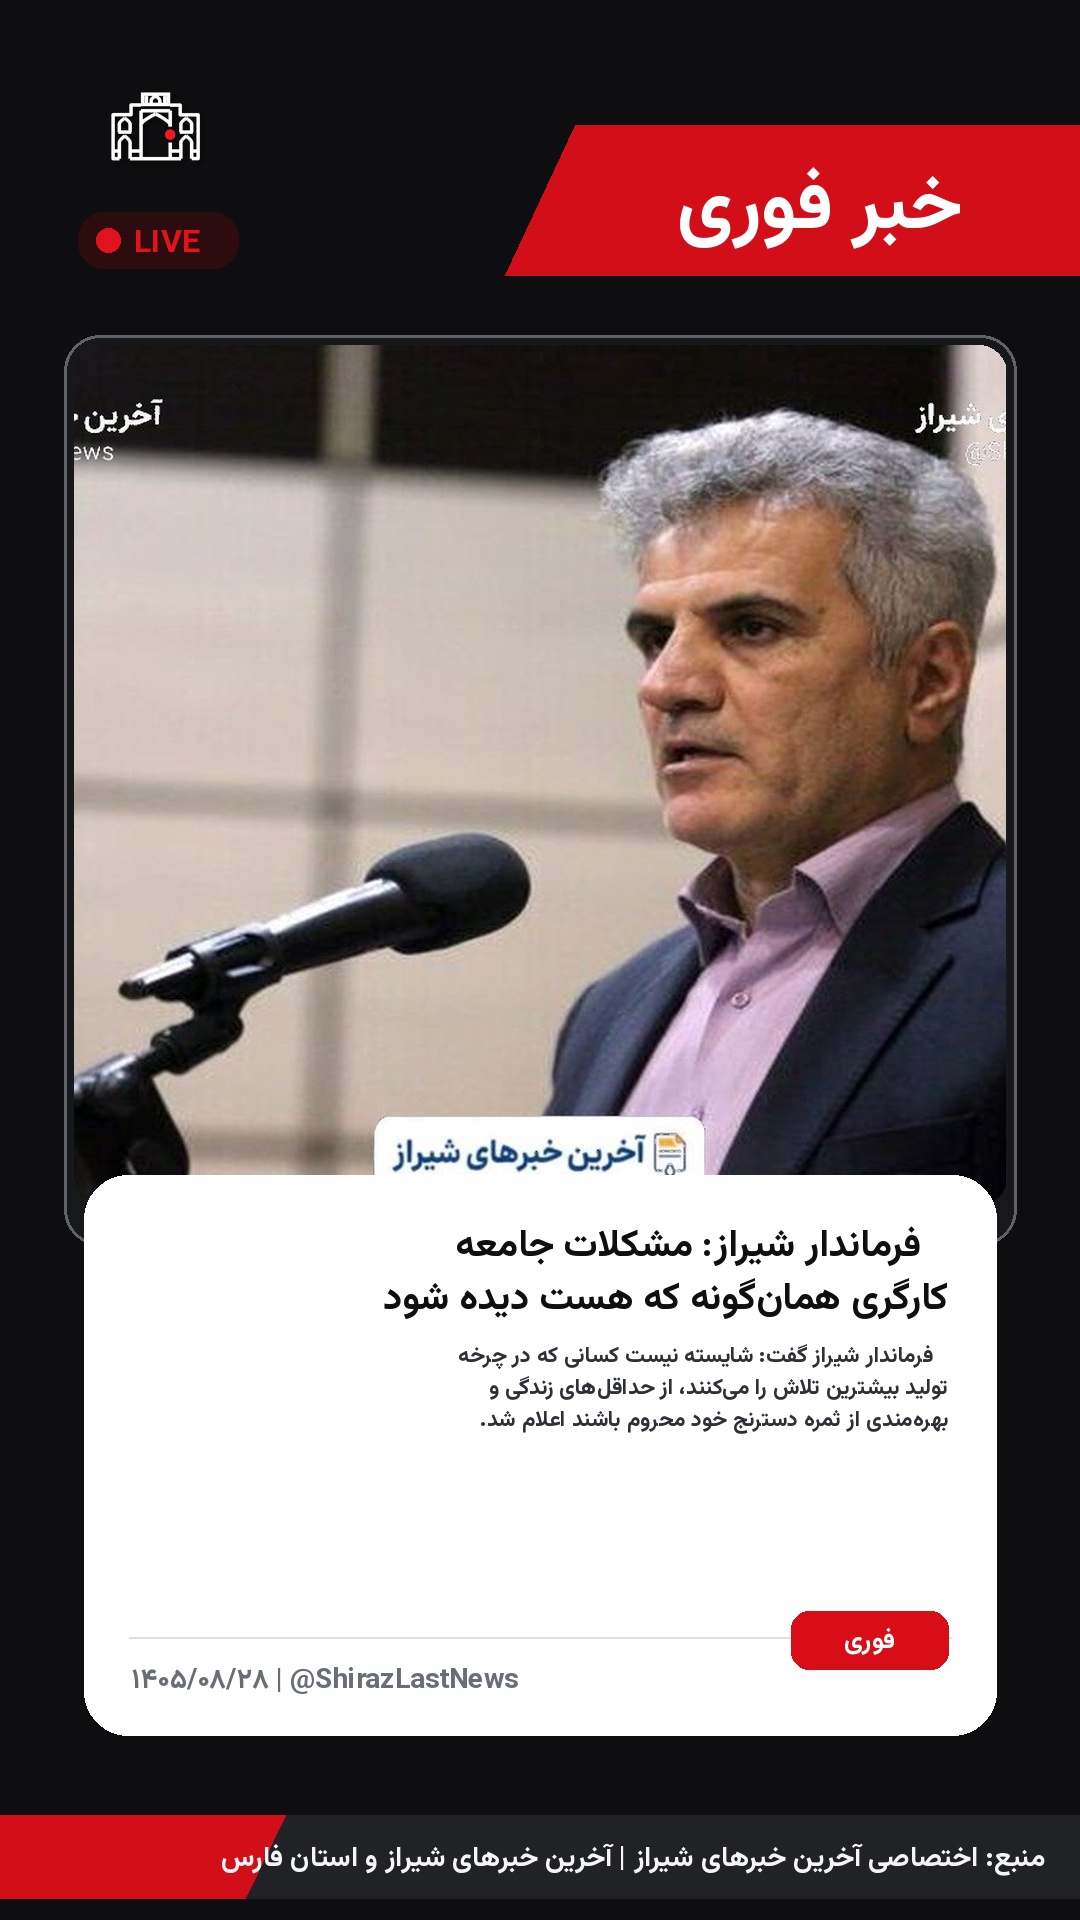 خبر فوری
LIVE
آخرین
ews
ی شیراز
آخرین خبرهای شیراز
فرماندار شیراز: مشکلات جامعه
کارگری همان‌گونه که هست دیده شود
فرماندار شیراز گفت: شایسته نیست کسانی که در چرخه
تولید بیشترین تلاش را می‌کنند، از حداقل‌های زندگی و
بهره‌مندی از ثمره دسترنج خود محروم باشند اعلام شد.
فوری
۱۴۰۵/۰۸/۲۸ | @ShirazLastNews
منبع: اختصاصی آخرین خبرهای شیراز | آخرین خبرهای شیراز و استان فارس